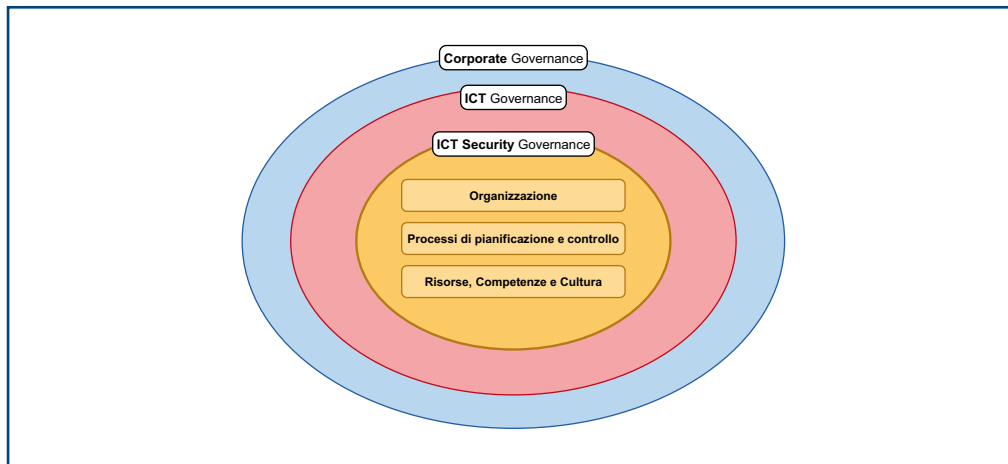 Corporate Governance
ICT Governance
ICT Security Governance
Organizzazione
Processi di pianificazione e controllo
Risorse, Competenze e Cultura